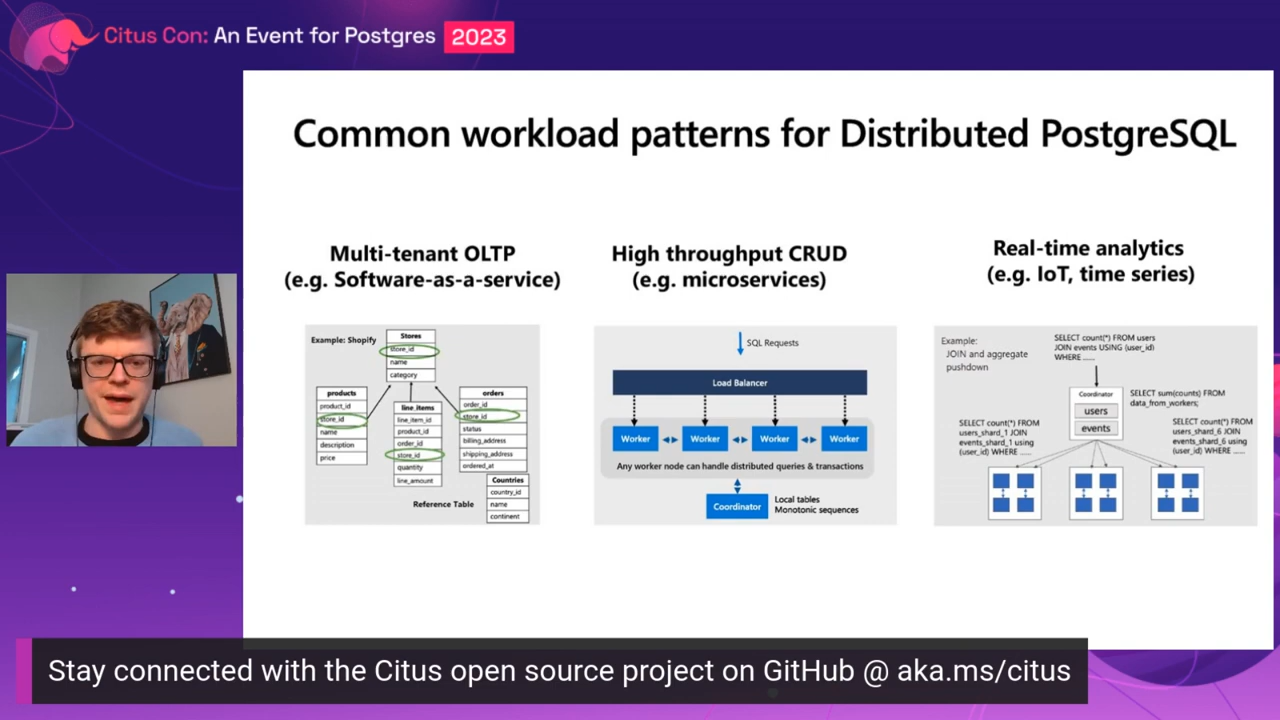 Citus Con: An Event for Postgres 2023
Common workload patterns for Distributed PostgreSQL
Multi-tenant OLTP
(e.g. Software-as-a-service)
Example: Shopify
Stores
store_id
name
category
products
product_id
store_id
name
description
price
line_items
line_item_id
product_id
order_id
store_id
quantity
line_amount
orders
order_id
store_id
status
billing_address
shipping_address
ordered_at
Reference Table
Countries
country_id
name
continent
High throughput CRUD
(e.g. microservices)
SQL Requests
Load Balancer
Worker
Worker
Worker
Worker
Any worker node can handle distributed queries & transactions
Coordinator
Local tables
Monotonic sequences
Real-time analytics
(e.g. IoT, time series)
Example:
JOIN and aggregate
pushdown
SELECT count(*) FROM users
JOIN events USING (user_id)
WHERE ......
Coordinator
users
events
SELECT sum(counts) FROM
data_from_workers;
SELECT count(*) FROM
users_shard_1 JOIN
events_shard_1 using
(user_id) WHERE ......
SELECT count(*) FROM
users_shard_6 JOIN
events_shard_6 using
(user_id) WHERE ......
Stay connected with the Citus open source project on GitHub @ aka.ms/citus